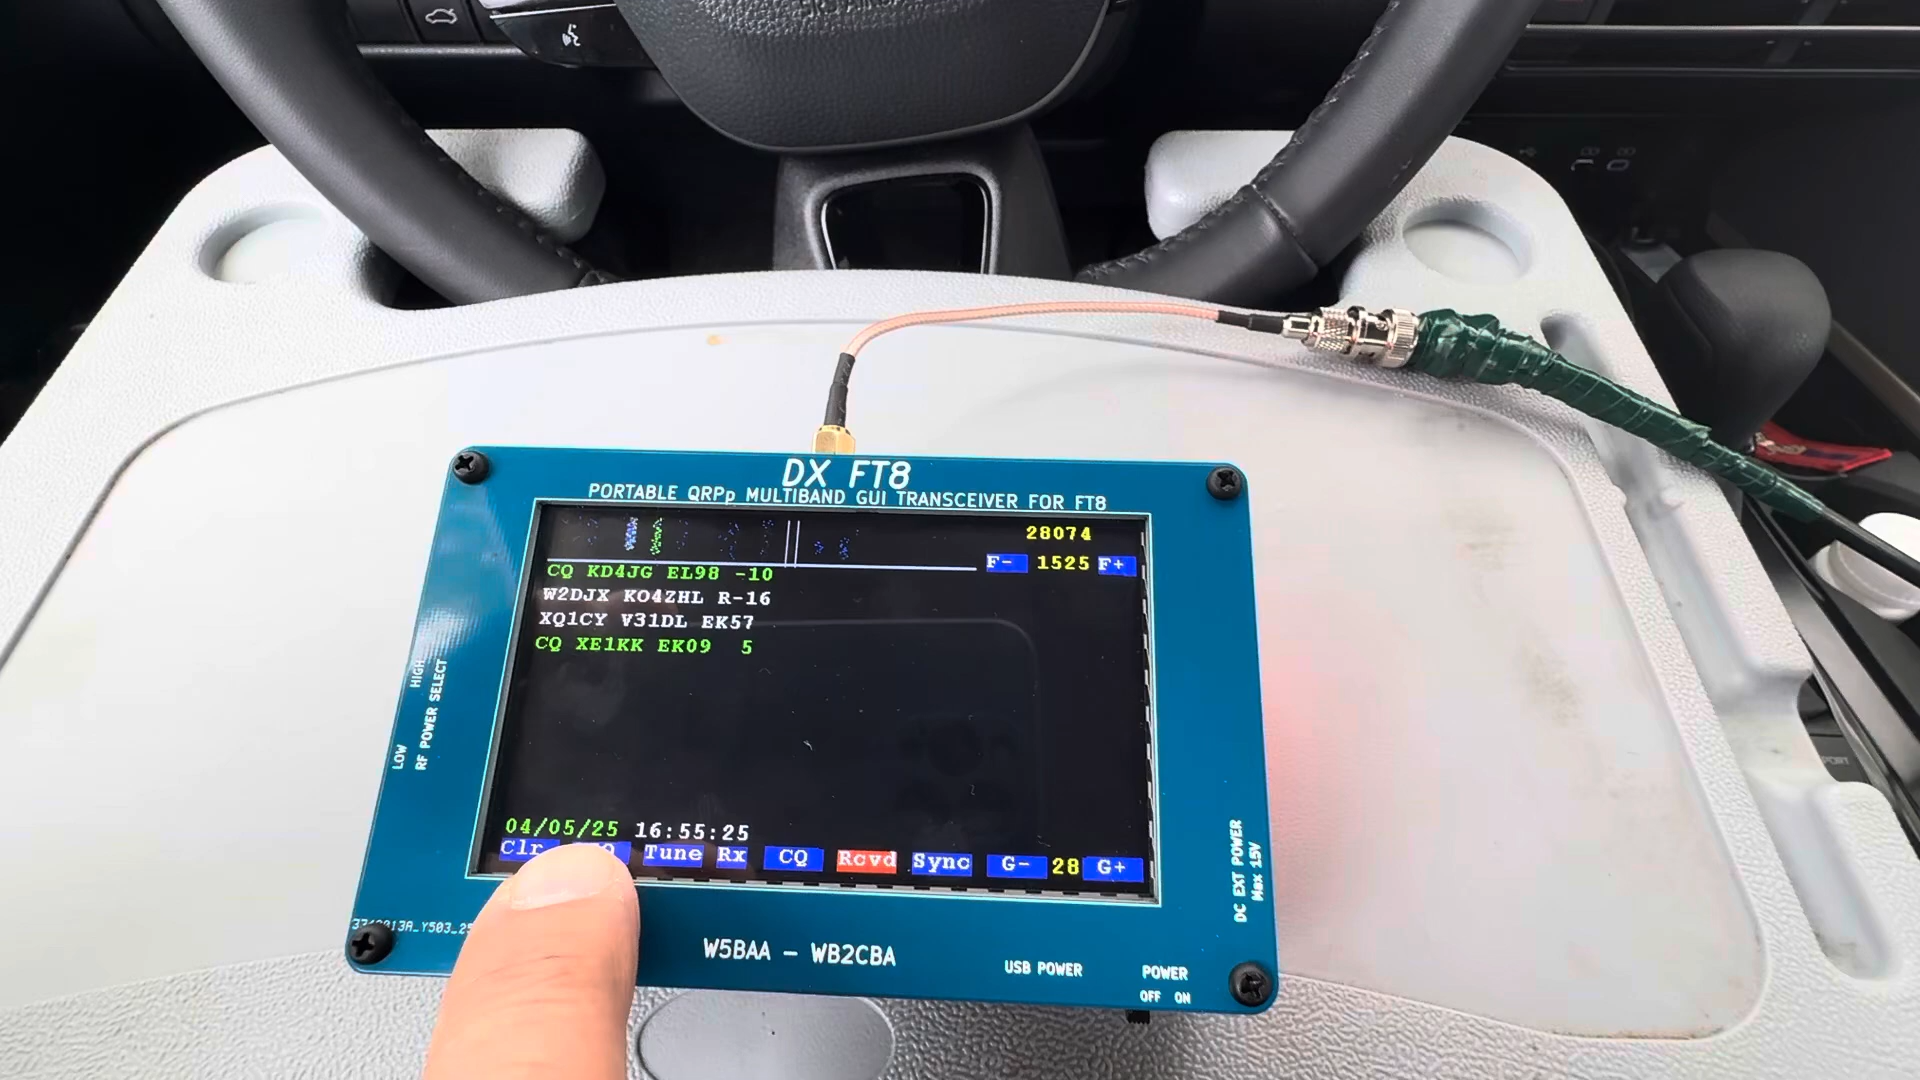 DX FT8
PORTABLE QRPp MULTIBAND GUI TRANSCEIVER FOR FT8
28074
F- 1525 F+
CQ KD4JG EL98 -10
W2DJX KO4ZHL R-16
XQ1CY V31DL EK57
CQ XE1KK EK09 5
HIGH
LOW
RF POWER SELECT
04/05/25 16:55:25
Clr Tune Rx CQ Rcvd Sync G- 28 G+
DC EXT POWER
Max 15V
W5BAA - WB2CBA
USB POWER
POWER
OFF ON